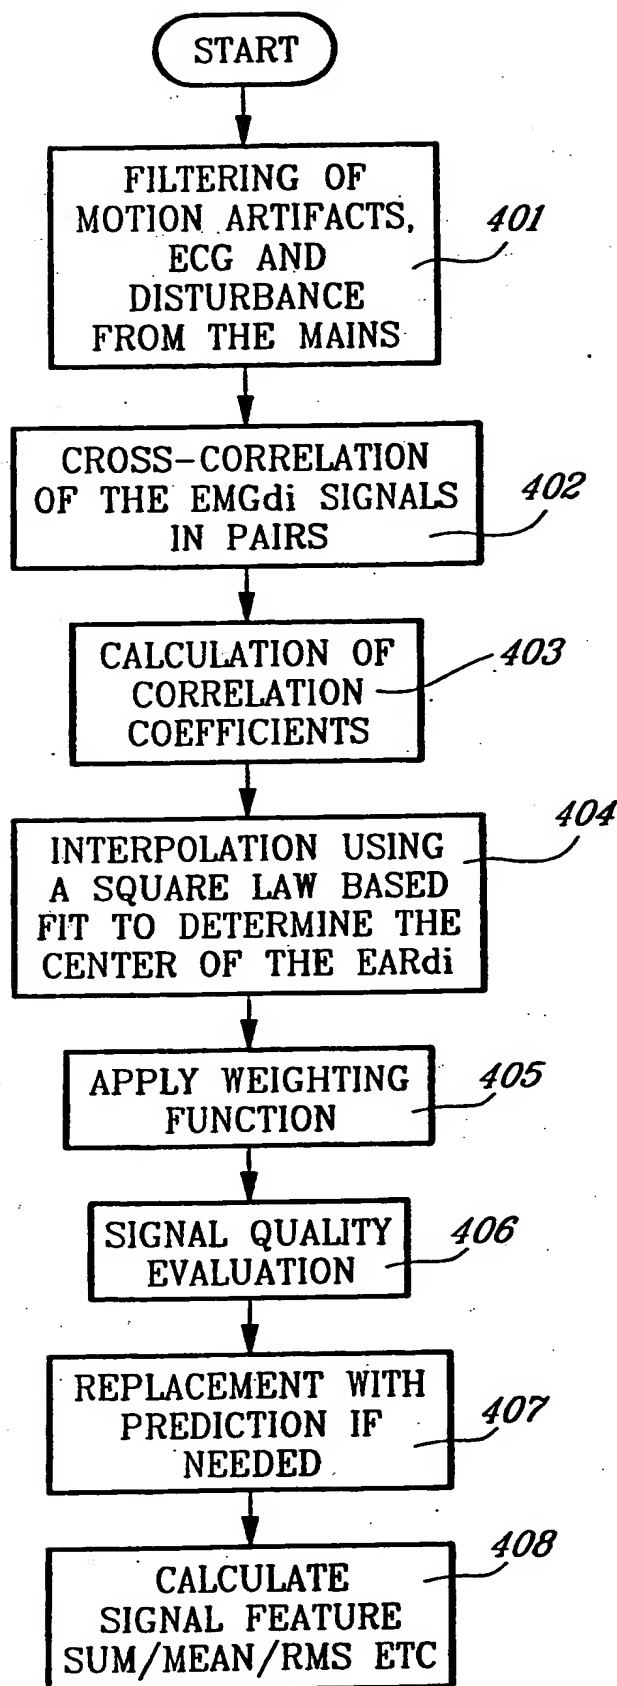 START
FILTERING OF
MOTION ARTIFACTS,
ECG AND
DISTURBANCE
FROM THE MAINS
401
CROSS-CORRELATION
OF THE EMGdi SIGNALS
IN PAIRS
402
CALCULATION OF
CORRELATION
COEFFICIENTS
403
INTERPOLATION USING
A SQUARE LAW BASED
FIT TO DETERMINE THE
CENTER OF THE EARdi
404
APPLY WEIGHTING
FUNCTION
405
SIGNAL QUALITY
EVALUATION
406
REPLACEMENT WITH
PREDICTION IF
NEEDED
407
CALCULATE
SIGNAL FEATURE
SUM/MEAN/RMS ETC
408